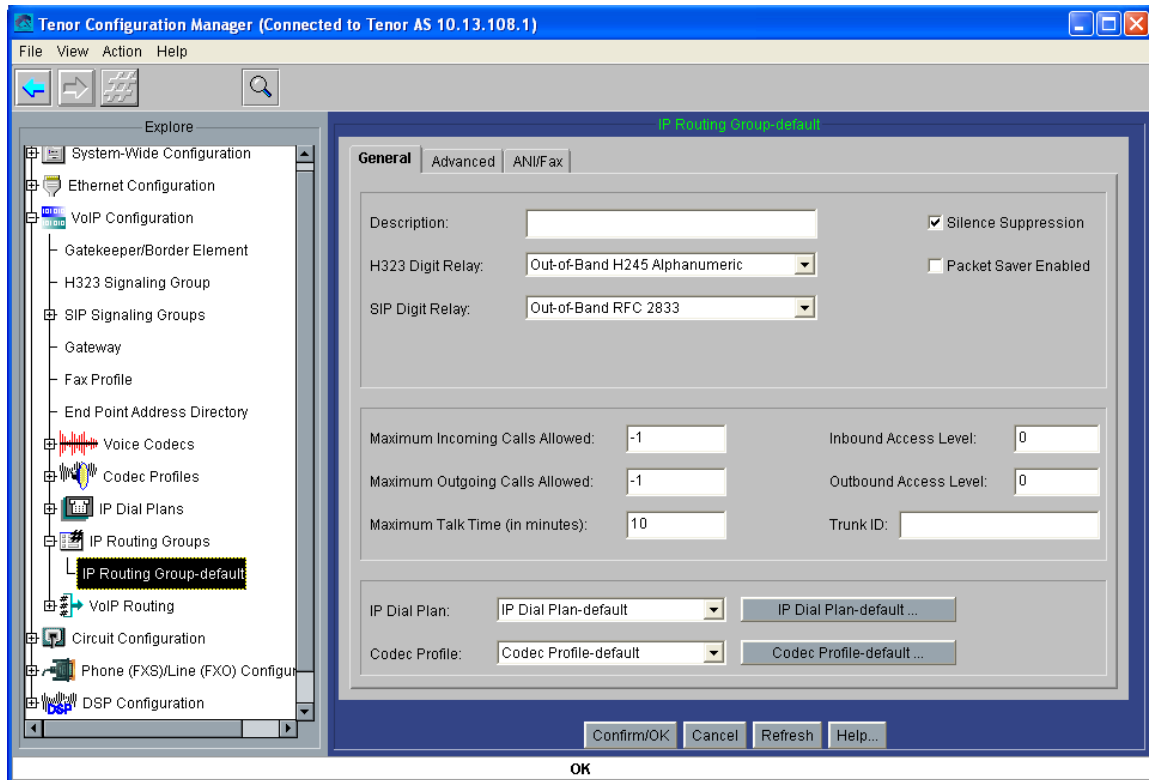 Tenor Configuration Manager (Connected to Tenor AS 10.13.108.1)
File View Action Help
Explore
System-Wide Configuration
Ethernet Configuration
VoIP Configuration
Gatekeeper/Border Element
H323 Signaling Group
SIP Signaling Groups
Gateway
Fax Profile
End Point Address Directory
Voice Codecs
Codec Profiles
IP Dial Plans
IP Routing Groups
IP Routing Group-default
VoIP Routing
Circuit Configuration
Phone (FXS)/Line (FXO) Configur
DSP Configuration
IP Routing Group-default
General Advanced ANI/Fax
Description: Silence Suppression
H323 Digit Relay: Out-of-Band H245 Alphanumeric Packet Saver Enabled
SIP Digit Relay: Out-of-Band RFC 2833
Maximum Incoming Calls Allowed: -1 Inbound Access Level: 0
Maximum Outgoing Calls Allowed: -1 Outbound Access Level: 0
Maximum Talk Time (in minutes): 10 Trunk ID:
IP Dial Plan: IP Dial Plan-default IP Dial Plan-default ...
Codec Profile: Codec Profile-default Codec Profile-default ...
Confirm/OK Cancel Refresh Help...
OK